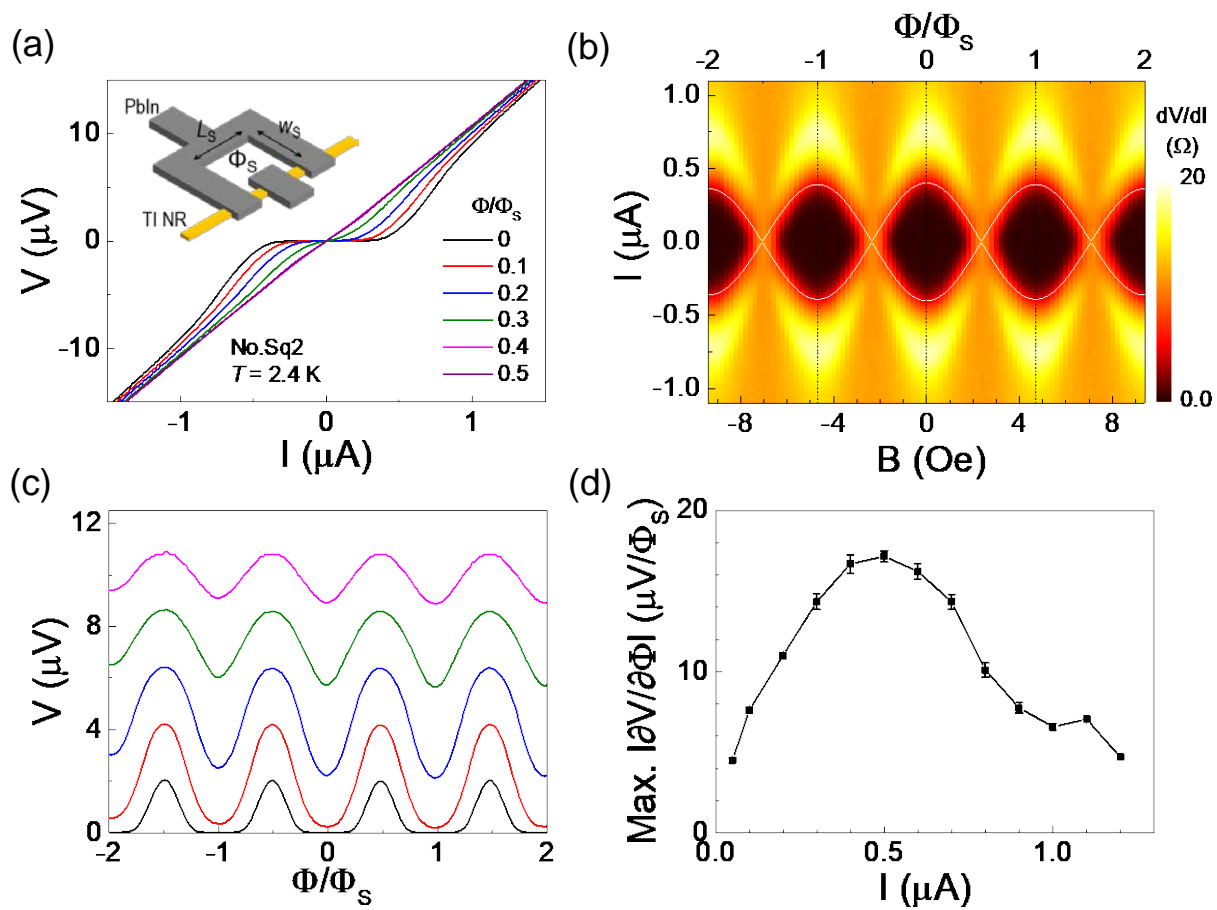 (a)
10
0
−10
V (μV)
−1
0
1
I (μA)
PbIn
L_S
W_S
Φ_S
TI NR
No.Sq2
T = 2.4 K
Φ/Φ_S
0
0.1
0.2
0.3
0.4
0.5
(b)
Φ/Φ_S
−2 −1 0 1 2
1.0
0.5
0.0
−0.5
−1.0
I (μA)
−8 −4 0 4 8
B (Oe)
dV/dI
(Ω)
20
0.0
(c)
12
8
4
0
V (μV)
−2 −1 0 1 2
Φ/Φ_S
(d)
20
10
0
Max. |∂V/∂Φ| (μV/Φ_S)
0.0 0.5 1.0
I (μA)